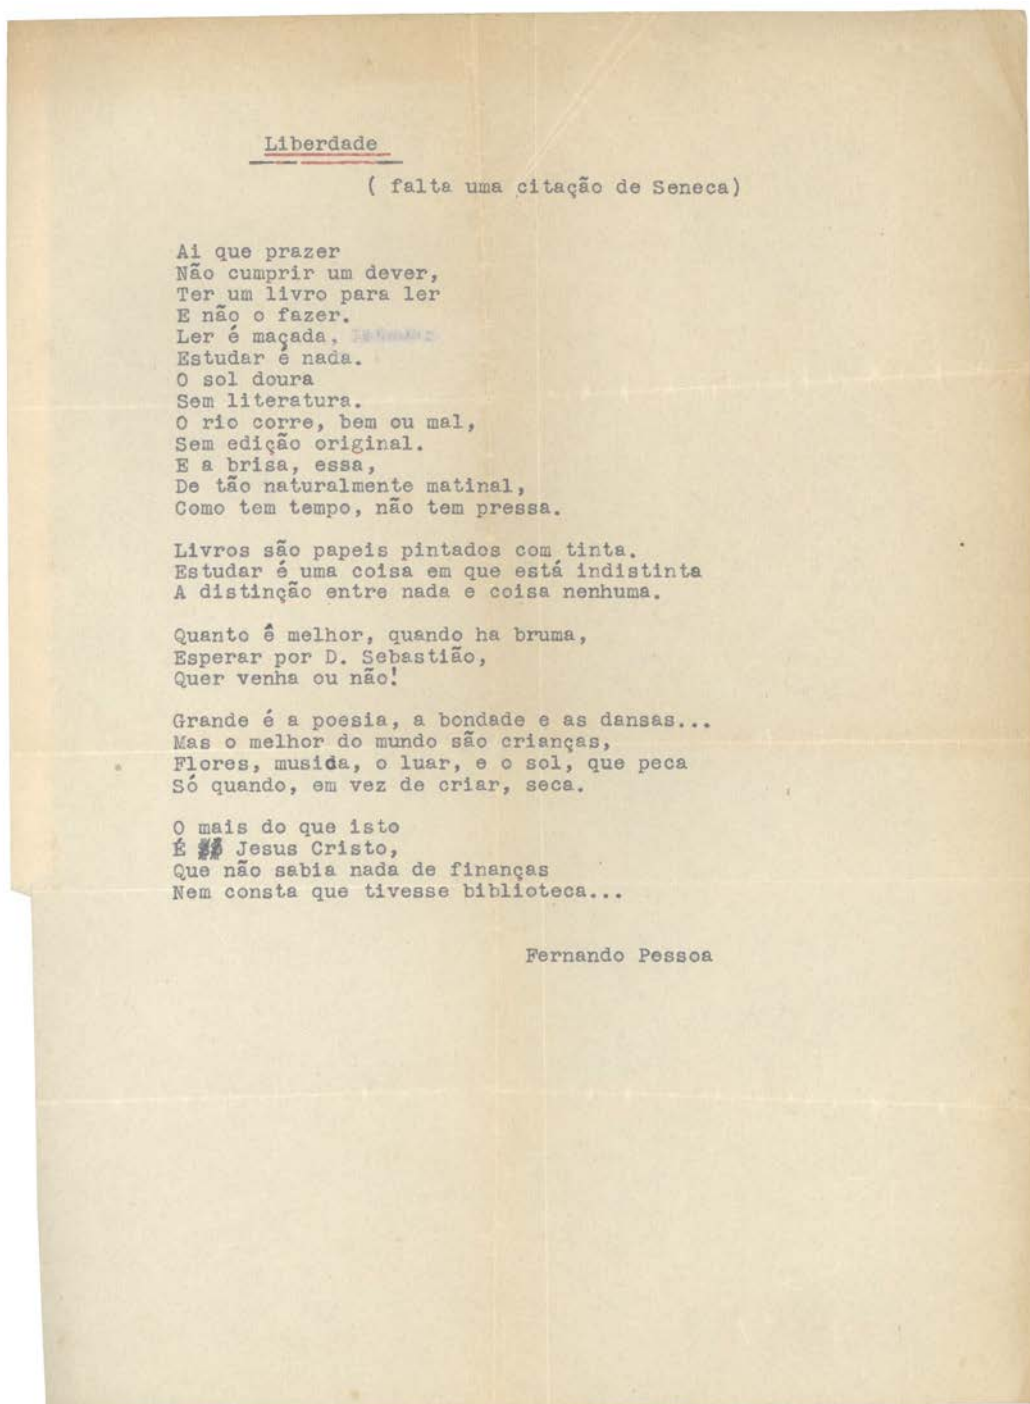 Liberdade
( falta uma citação de Seneca)
Ai que prazer
Não cumprir um dever,
Ter um livro para ler
E não o fazer.
Ler é maçada,
Estudar é nada.
O sol doura
Sem literatura.
O rio corre, bem ou mal,
Sem edição original.
E a brisa, essa,
De tão naturalmente matinal,
Como tem tempo, não tem pressa.
Livros são papeis pintados com tinta.
Estudar é uma coisa em que está indistinta
A distinção entre nada e coisa nenhuma.
Quanto ê melhor, quando ha bruma,
Esperar por D. Sebastião,
Quer venha ou não!
Grande é a poesia, a bondade e as dansas...
Mas o melhor do mundo são crianças,
Flores, musida, o luar, e o sol, que peca
Só quando, em vez de criar, seca.
O mais do que isto
É Jesus Cristo,
Que não sabia nada de finanças
Nem consta que tivesse biblioteca...
Fernando Pessoa